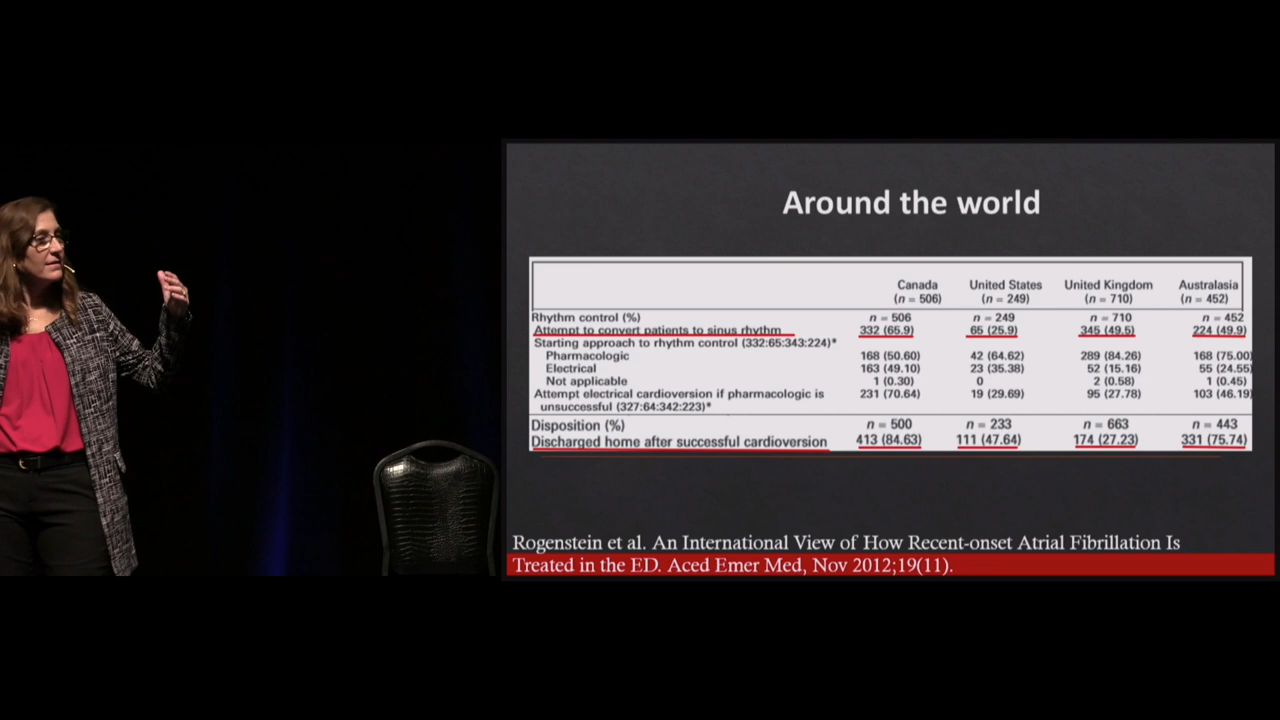 Around the world
Canada United States United Kingdom Australasia
(n = 506) (n = 249) (n = 710) (n = 452)
Rhythm control (%) n = 506 n = 249 n = 710 n = 452
Attempt to convert patients to sinus rhythm 332 (65.9) 65 (25.9) 345 (49.5) 224 (49.9)
Starting approach to rhythm control (332:65:343:224)*
Pharmacologic 168 (50.60) 42 (64.62) 289 (84.26) 168 (75.00)
Electrical 163 (49.10) 23 (35.38) 52 (15.16) 55 (24.55)
Not applicable 1 (0.30) 0 2 (0.58) 1 (0.45)
Attempt electrical cardioversion if pharmacologic is 231 (70.64) 19 (29.69) 95 (27.78) 103 (46.19)
unsuccessful (327:64:342:223)*
Disposition (%) n = 500 n = 233 n = 663 n = 443
Discharged home after successful cardioversion 413 (84.63) 111 (47.64) 174 (27.23) 331 (75.74)
Rogenstein et al. An International View of How Recent-onset Atrial Fibrillation Is
Treated in the ED. Aced Emer Med, Nov 2012;19(11).